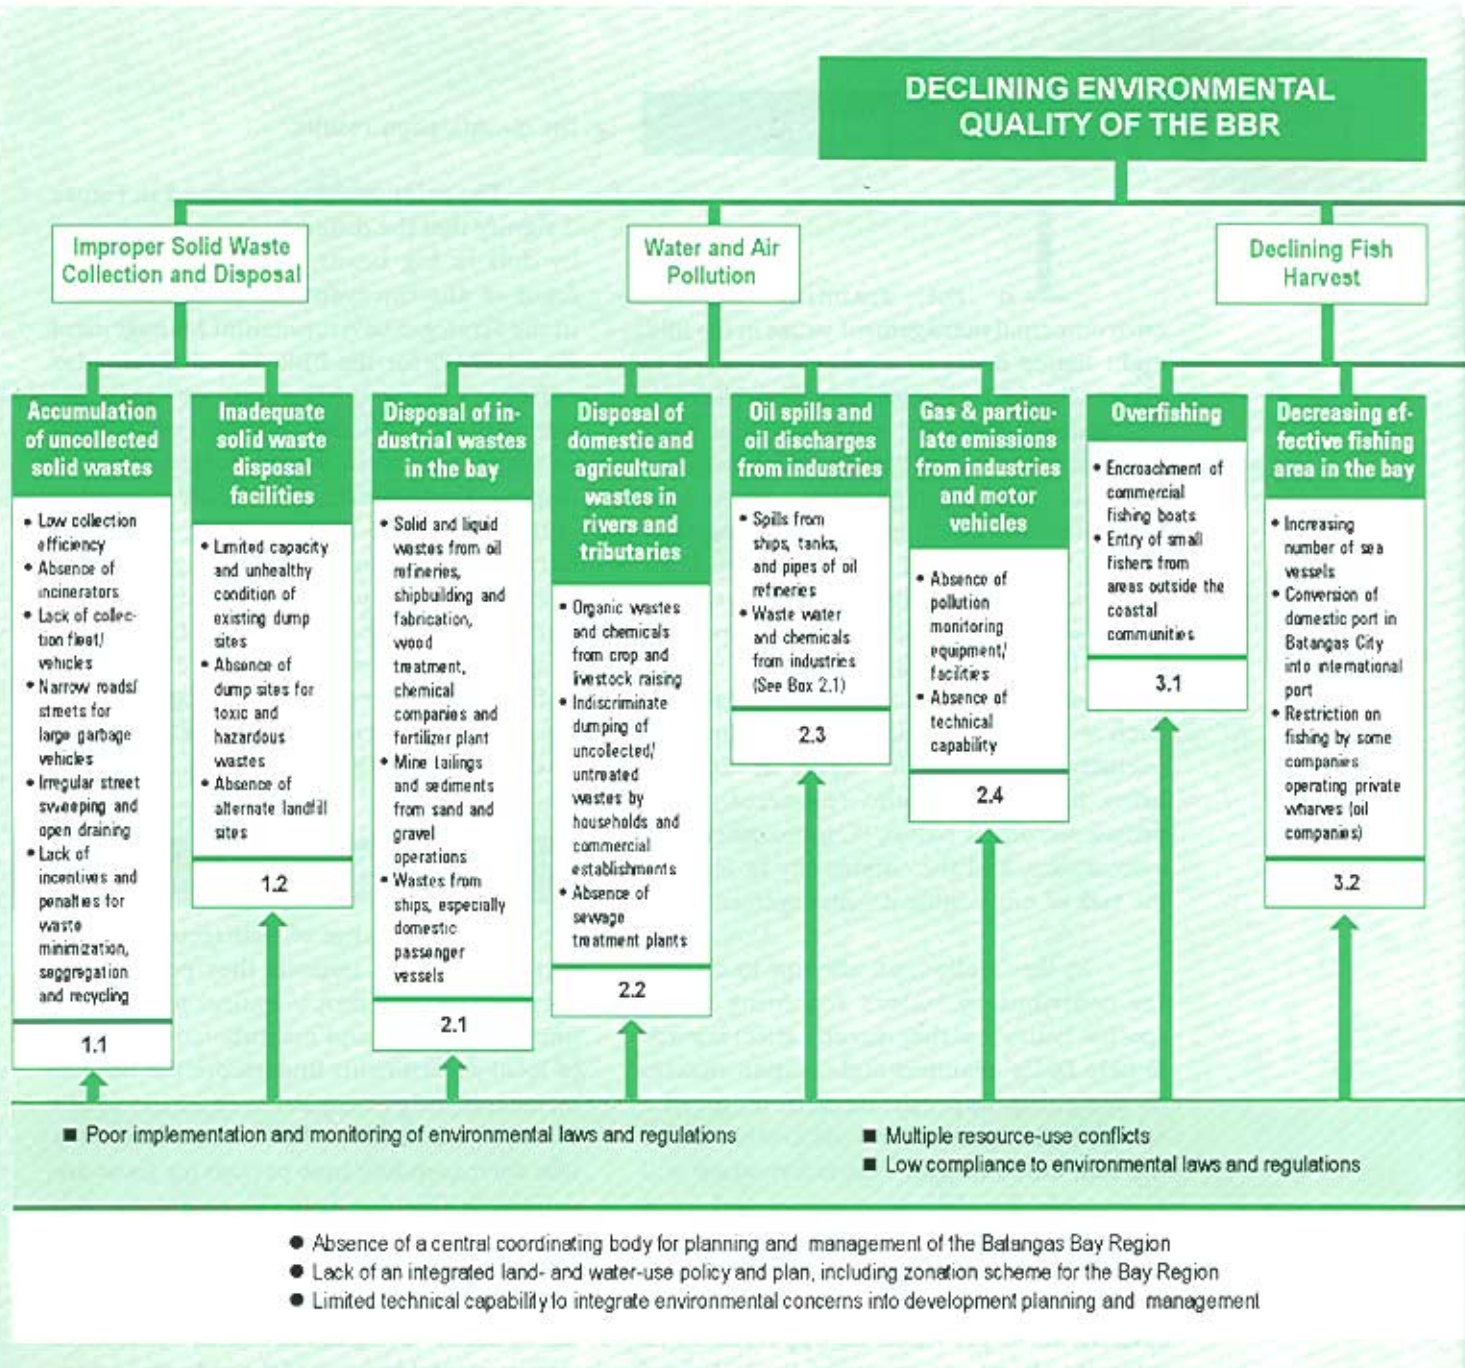 DECLINING ENVIRONMENTAL
QUALITY OF THE BBR
Improper Solid Waste
Collection and Disposal
Water and Air
Pollution
Declining Fish
Harvest
Accumulation
of uncollected
solid wastes
• Low collection
efficiency
• Absence of
incinerators
• Lack of collec-
tion fleet/
vehicles
• Narrow roads/
streets for
large garbage
vehicles
• Irregular street
sweeping and
open draining
• Lack of
incentives and
penalties for
waste
minimization,
seggregation
and recycling
1.1
Inadequate
solid waste
disposal
facilities
• Limited capacity
and unhealthy
condition of
existing dump
sites
• Absence of
dump sites for
toxic and
hazardous
wastes
• Absence of
alternate landfill
sites
1.2
Disposal of in-
dustrial wastes
in the bay
• Solid and liquid
wastes from oil
refineries,
shipbuilding and
fabrication,
wood
treatment,
chemical
companies and
fertilizer plant
• Mine tailings
and sediments
from sand and
gravel
operations
• Wastes from
ships, especially
domestic
passenger
vessels
2.1
Disposal of
domestic and
agricultural
wastes in
rivers and
tributaries
• Organic wastes
and chemicals
from crop and
livestock raising
• Indiscriminate
dumping of
uncollected/
untreated
wastes by
households and
commercial
establishments
• Absence of
sewage
treatment plants
2.2
Oil spills and
oil discharges
from industries
• Spills from
ships, tanks,
and pipes of oil
refineries
• Waste water
and chemicals
from industries
(See Box 2.1)
2.3
Gas & particu-
late emissions
from industries
and motor
vehicles
• Absence of
pollution
monitoring
equipment/
facilities
• Absence of
technical
capability
2.4
Overfishing
• Encroachment of
commercial
fishing boats
• Entry of small
fishers from
areas outside the
coastal
communities
3.1
Decreasing ef-
fective fishing
area in the bay
• Increasing
number of sea
vessels
• Conversion of
domestic port in
Batangas City
into international
port
• Restriction on
fishing by some
companies
operating private
wharves (oil
companies)
3.2
■ Poor implementation and monitoring of environmental laws and regulations
■ Multiple resource-use conflicts
■ Low compliance to environmental laws and regulations
● Absence of a central coordinating body for planning and management of the Batangas Bay Region
● Lack of an integrated land- and water-use policy and plan, including zonation scheme for the Bay Region
● Limited technical capability to integrate environmental concerns into development planning and management